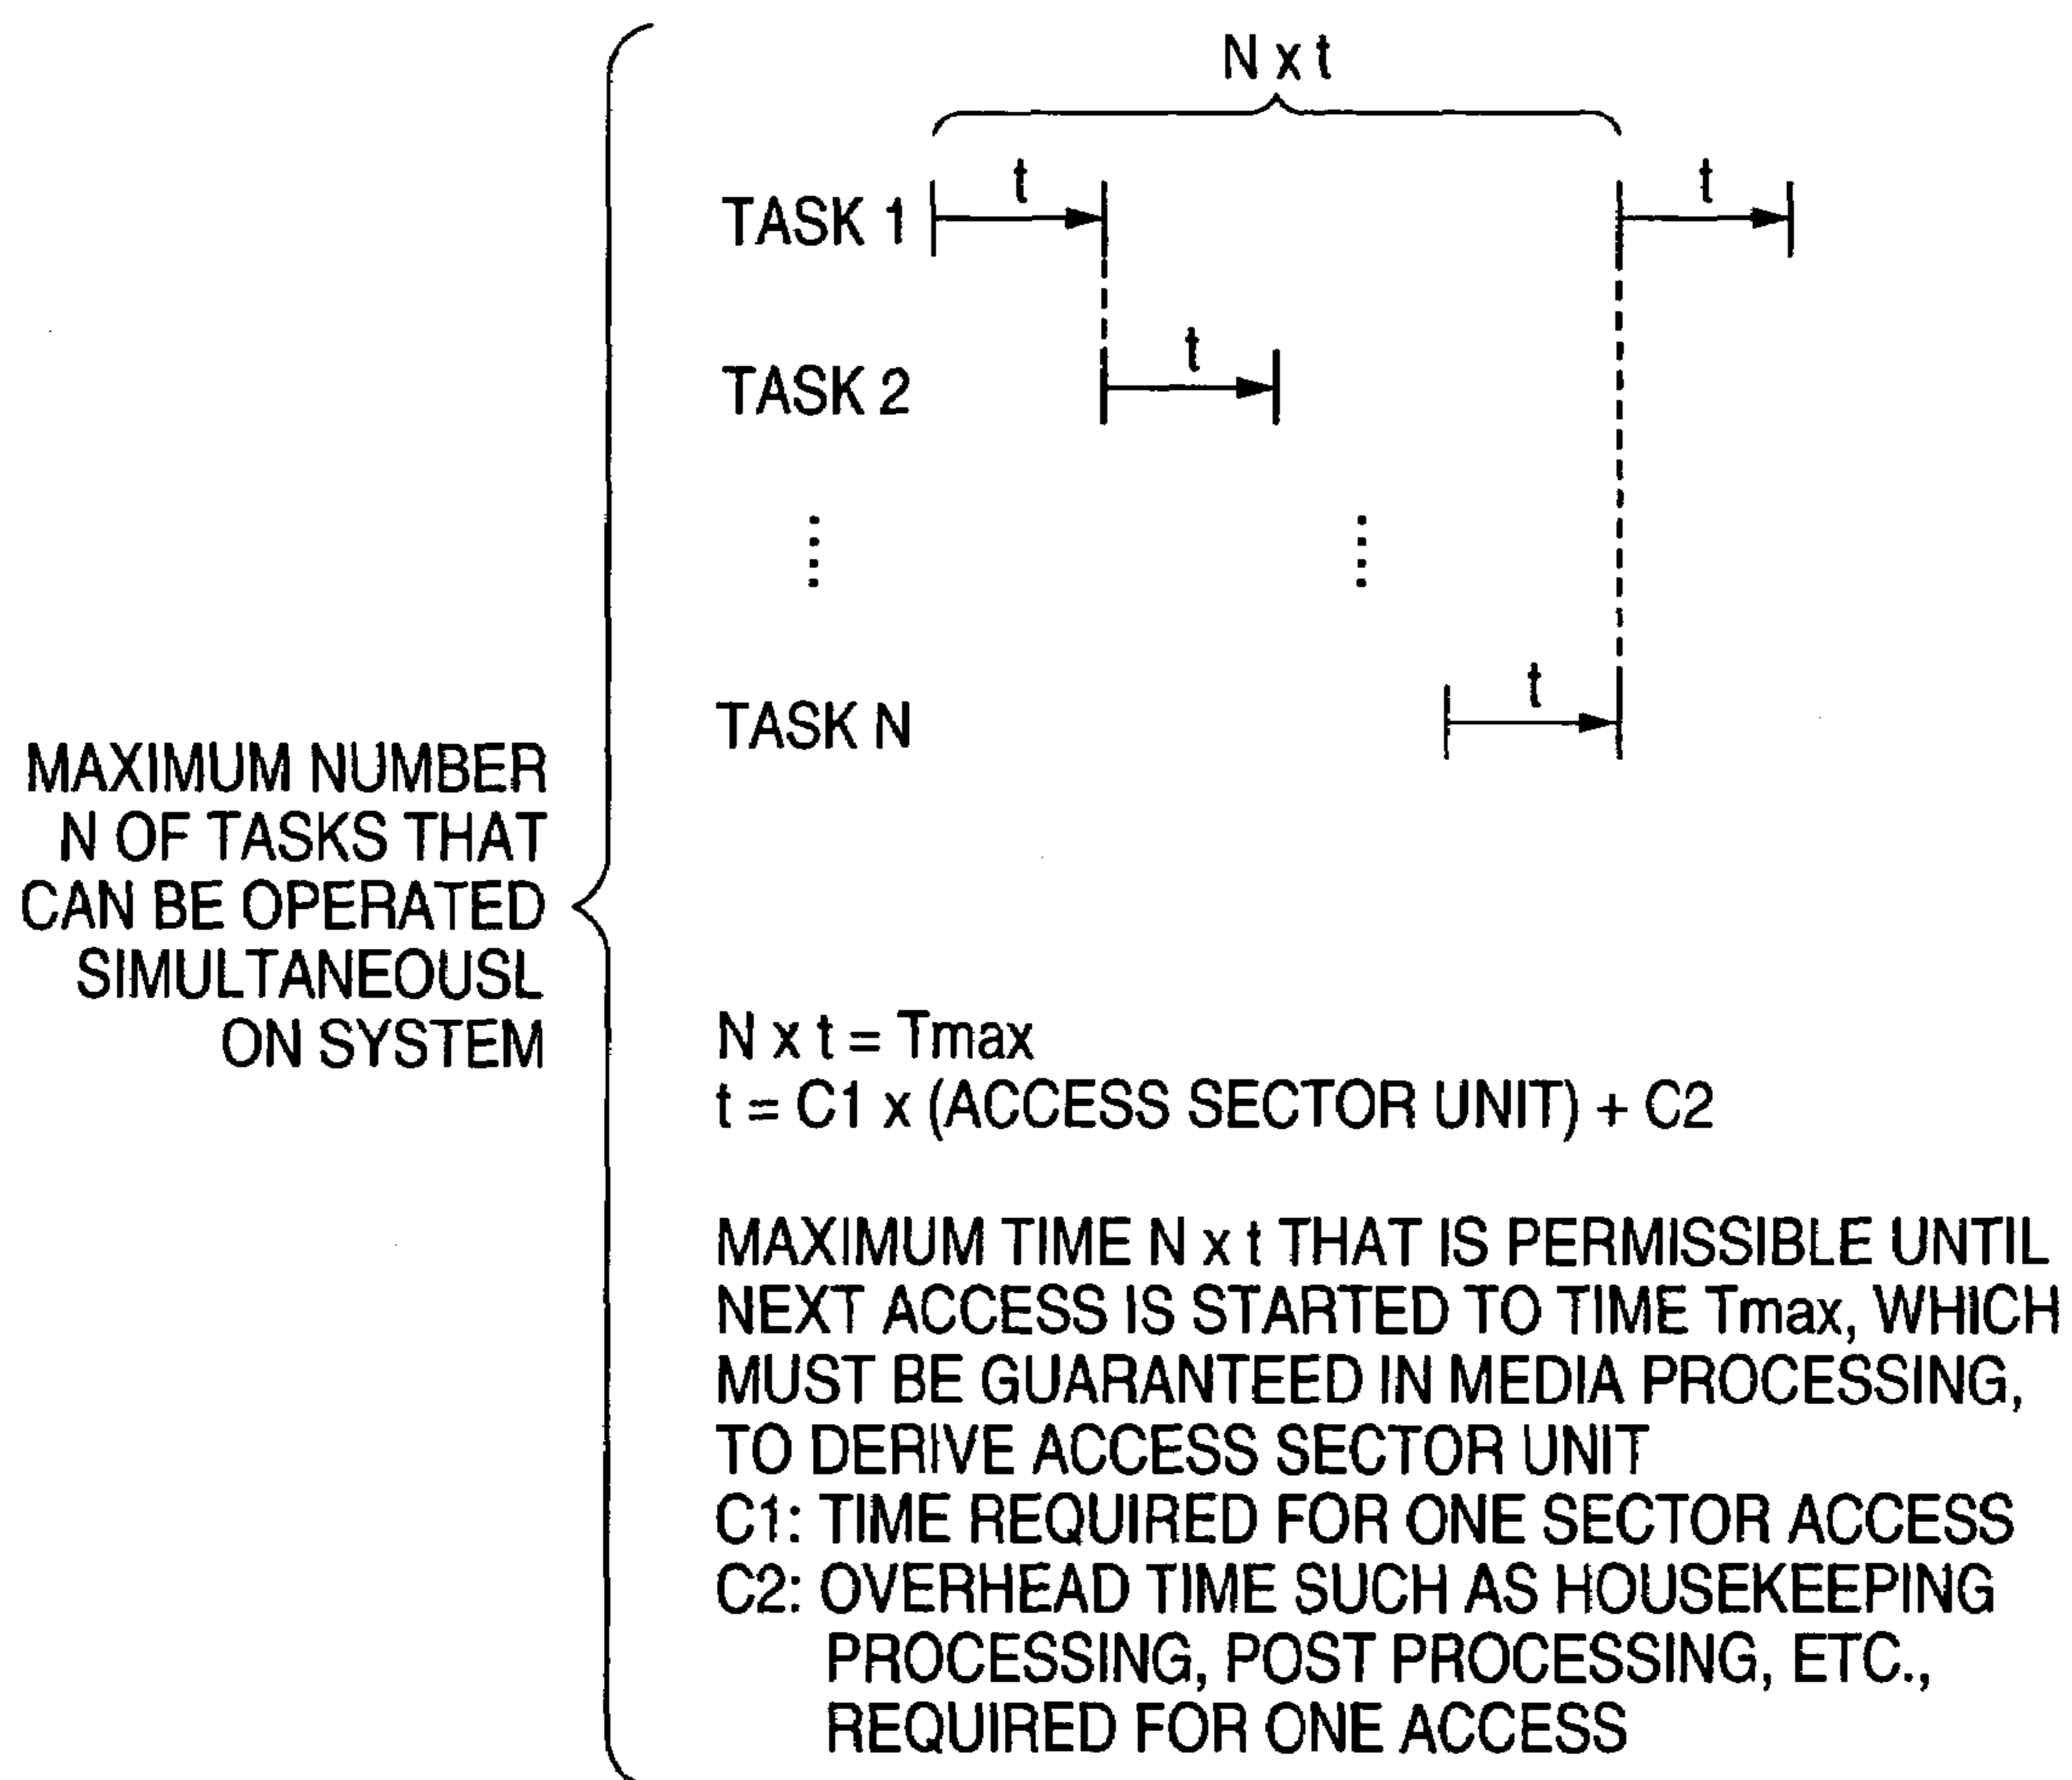 N x t
t
t
TASK 1
t
TASK 2
t
TASK N
MAXIMUM NUMBER
N OF TASKS THAT
CAN BE OPERATED
SIMULTANEOUSL
ON SYSTEM
N x t = Tmax
t = C1 x (ACCESS SECTOR UNIT) + C2
MAXIMUM TIME N x t THAT IS PERMISSIBLE UNTIL
NEXT ACCESS IS STARTED TO TIME Tmax, WHICH
MUST BE GUARANTEED IN MEDIA PROCESSING,
TO DERIVE ACCESS SECTOR UNIT
C1: TIME REQUIRED FOR ONE SECTOR ACCESS
C2: OVERHEAD TIME SUCH AS HOUSEKEEPING
PROCESSING, POST PROCESSING, ETC.,
REQUIRED FOR ONE ACCESS